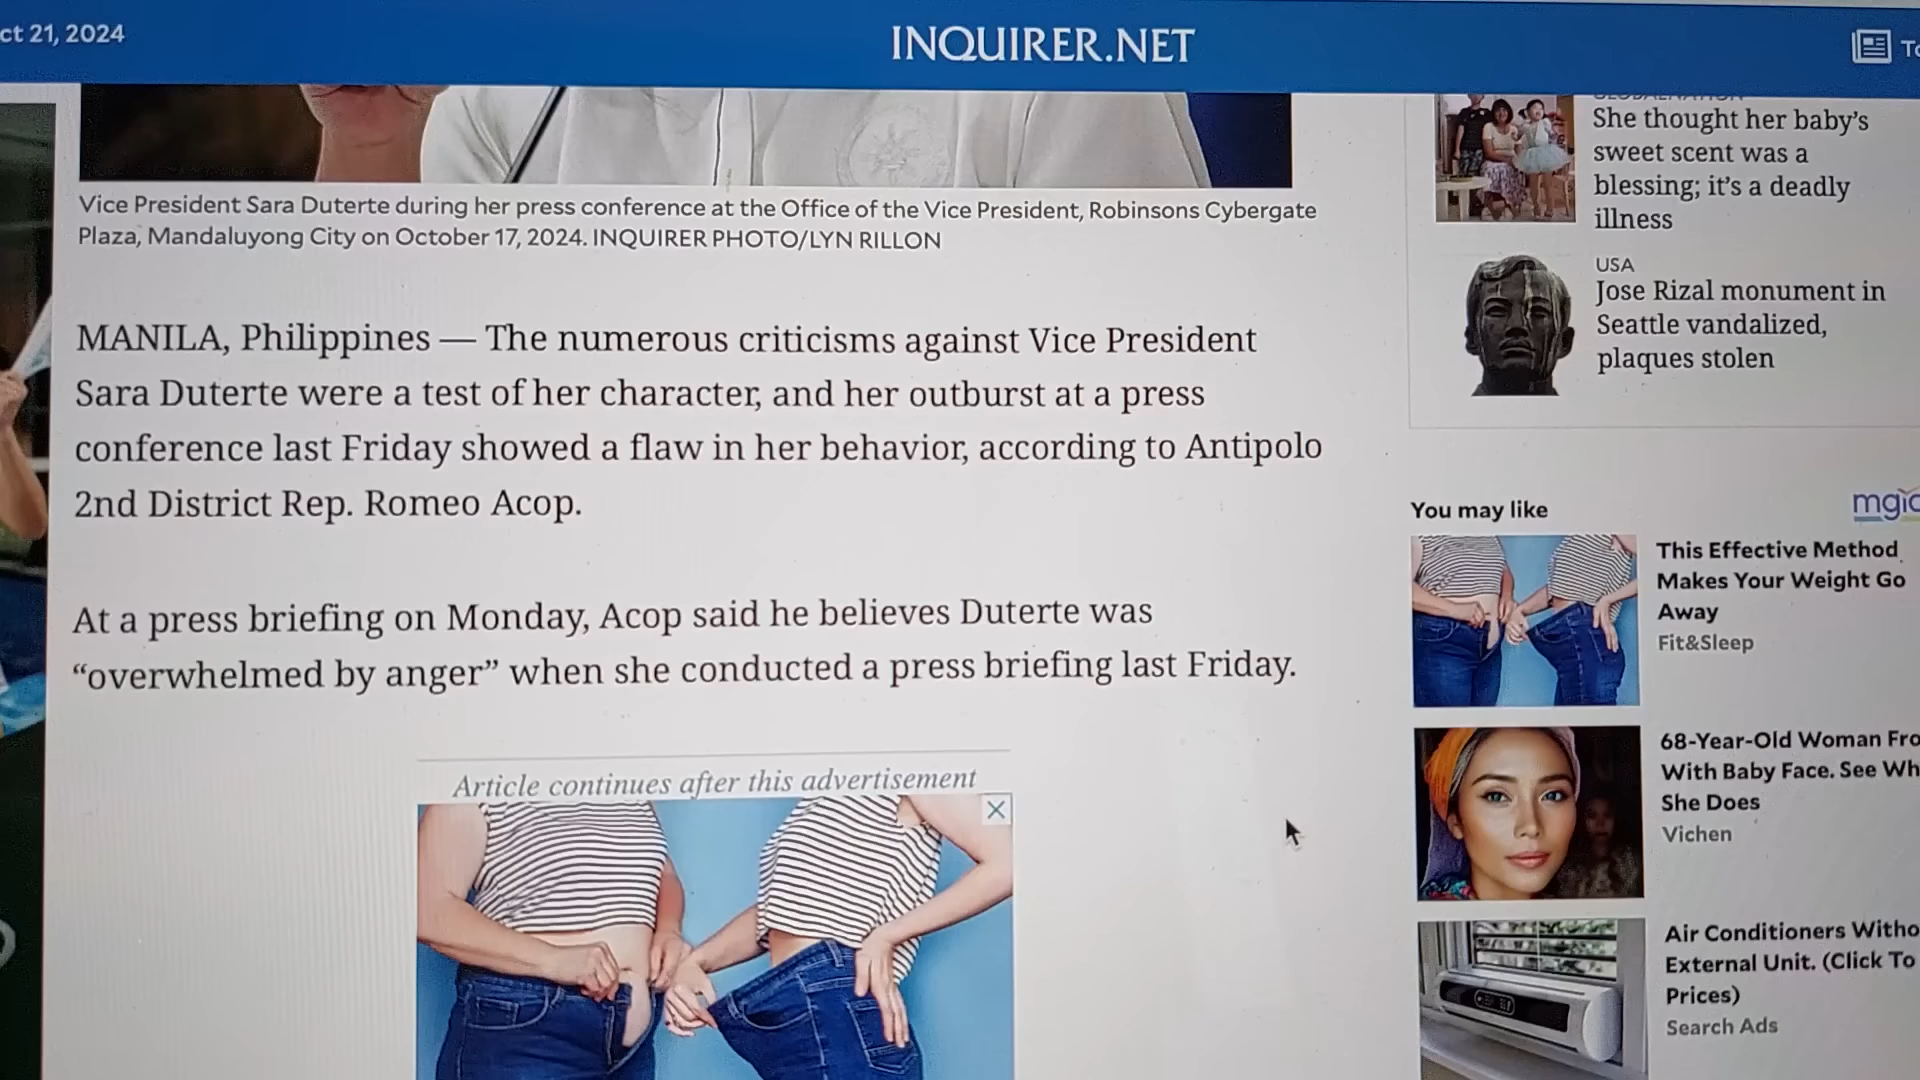 ct 21, 2024
INQUIRER.NET
Vice President Sara Duterte during her press conference at the Office of the Vice President, Robinsons Cybergate
Plaza, Mandaluyong City on October 17, 2024. INQUIRER PHOTO/LYN RILLON
MANILA, Philippines — The numerous criticisms against Vice President
Sara Duterte were a test of her character, and her outburst at a press
conference last Friday showed a flaw in her behavior, according to Antipolo
2nd District Rep. Romeo Acop.
At a press briefing on Monday, Acop said he believes Duterte was
“overwhelmed by anger” when she conducted a press briefing last Friday.
Article continues after this advertisement
She thought her baby’s
sweet scent was a
blessing; it’s a deadly
illness
USA
Jose Rizal monument in
Seattle vandalized,
plaques stolen
You may like
This Effective Method
Makes Your Weight Go
Away
Fit&Sleep
68-Year-Old Woman Fro
With Baby Face. See Wh
She Does
Vichen
Air Conditioners Witho
External Unit. (Click To
Prices)
Search Ads